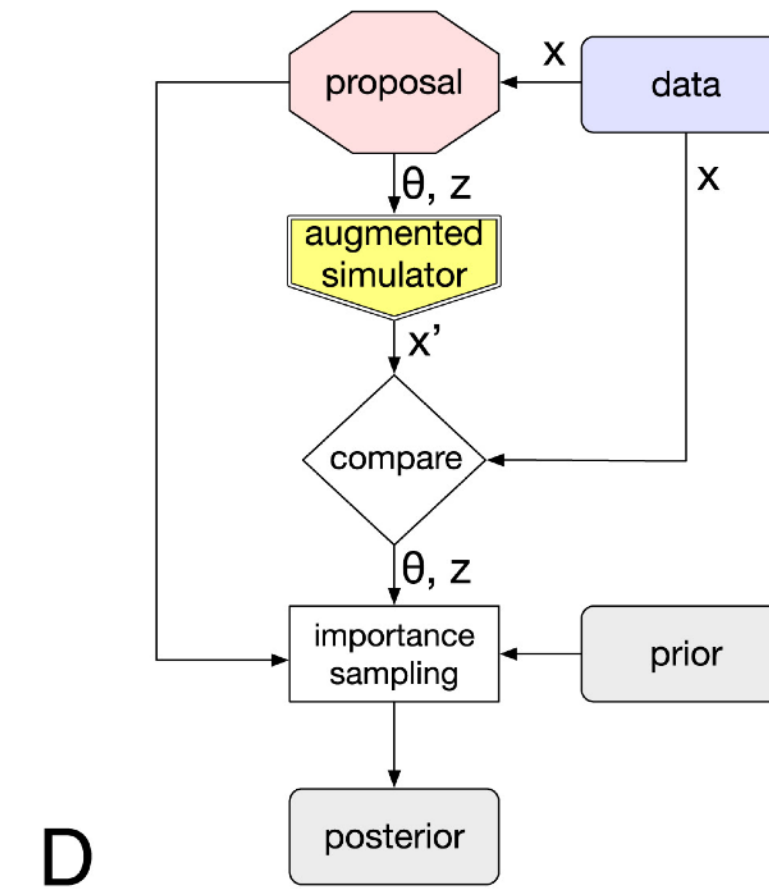 x
proposal
data
θ, z
x
augmented
simulator
x’
compare
θ, z
importance
sampling
prior
posterior
D